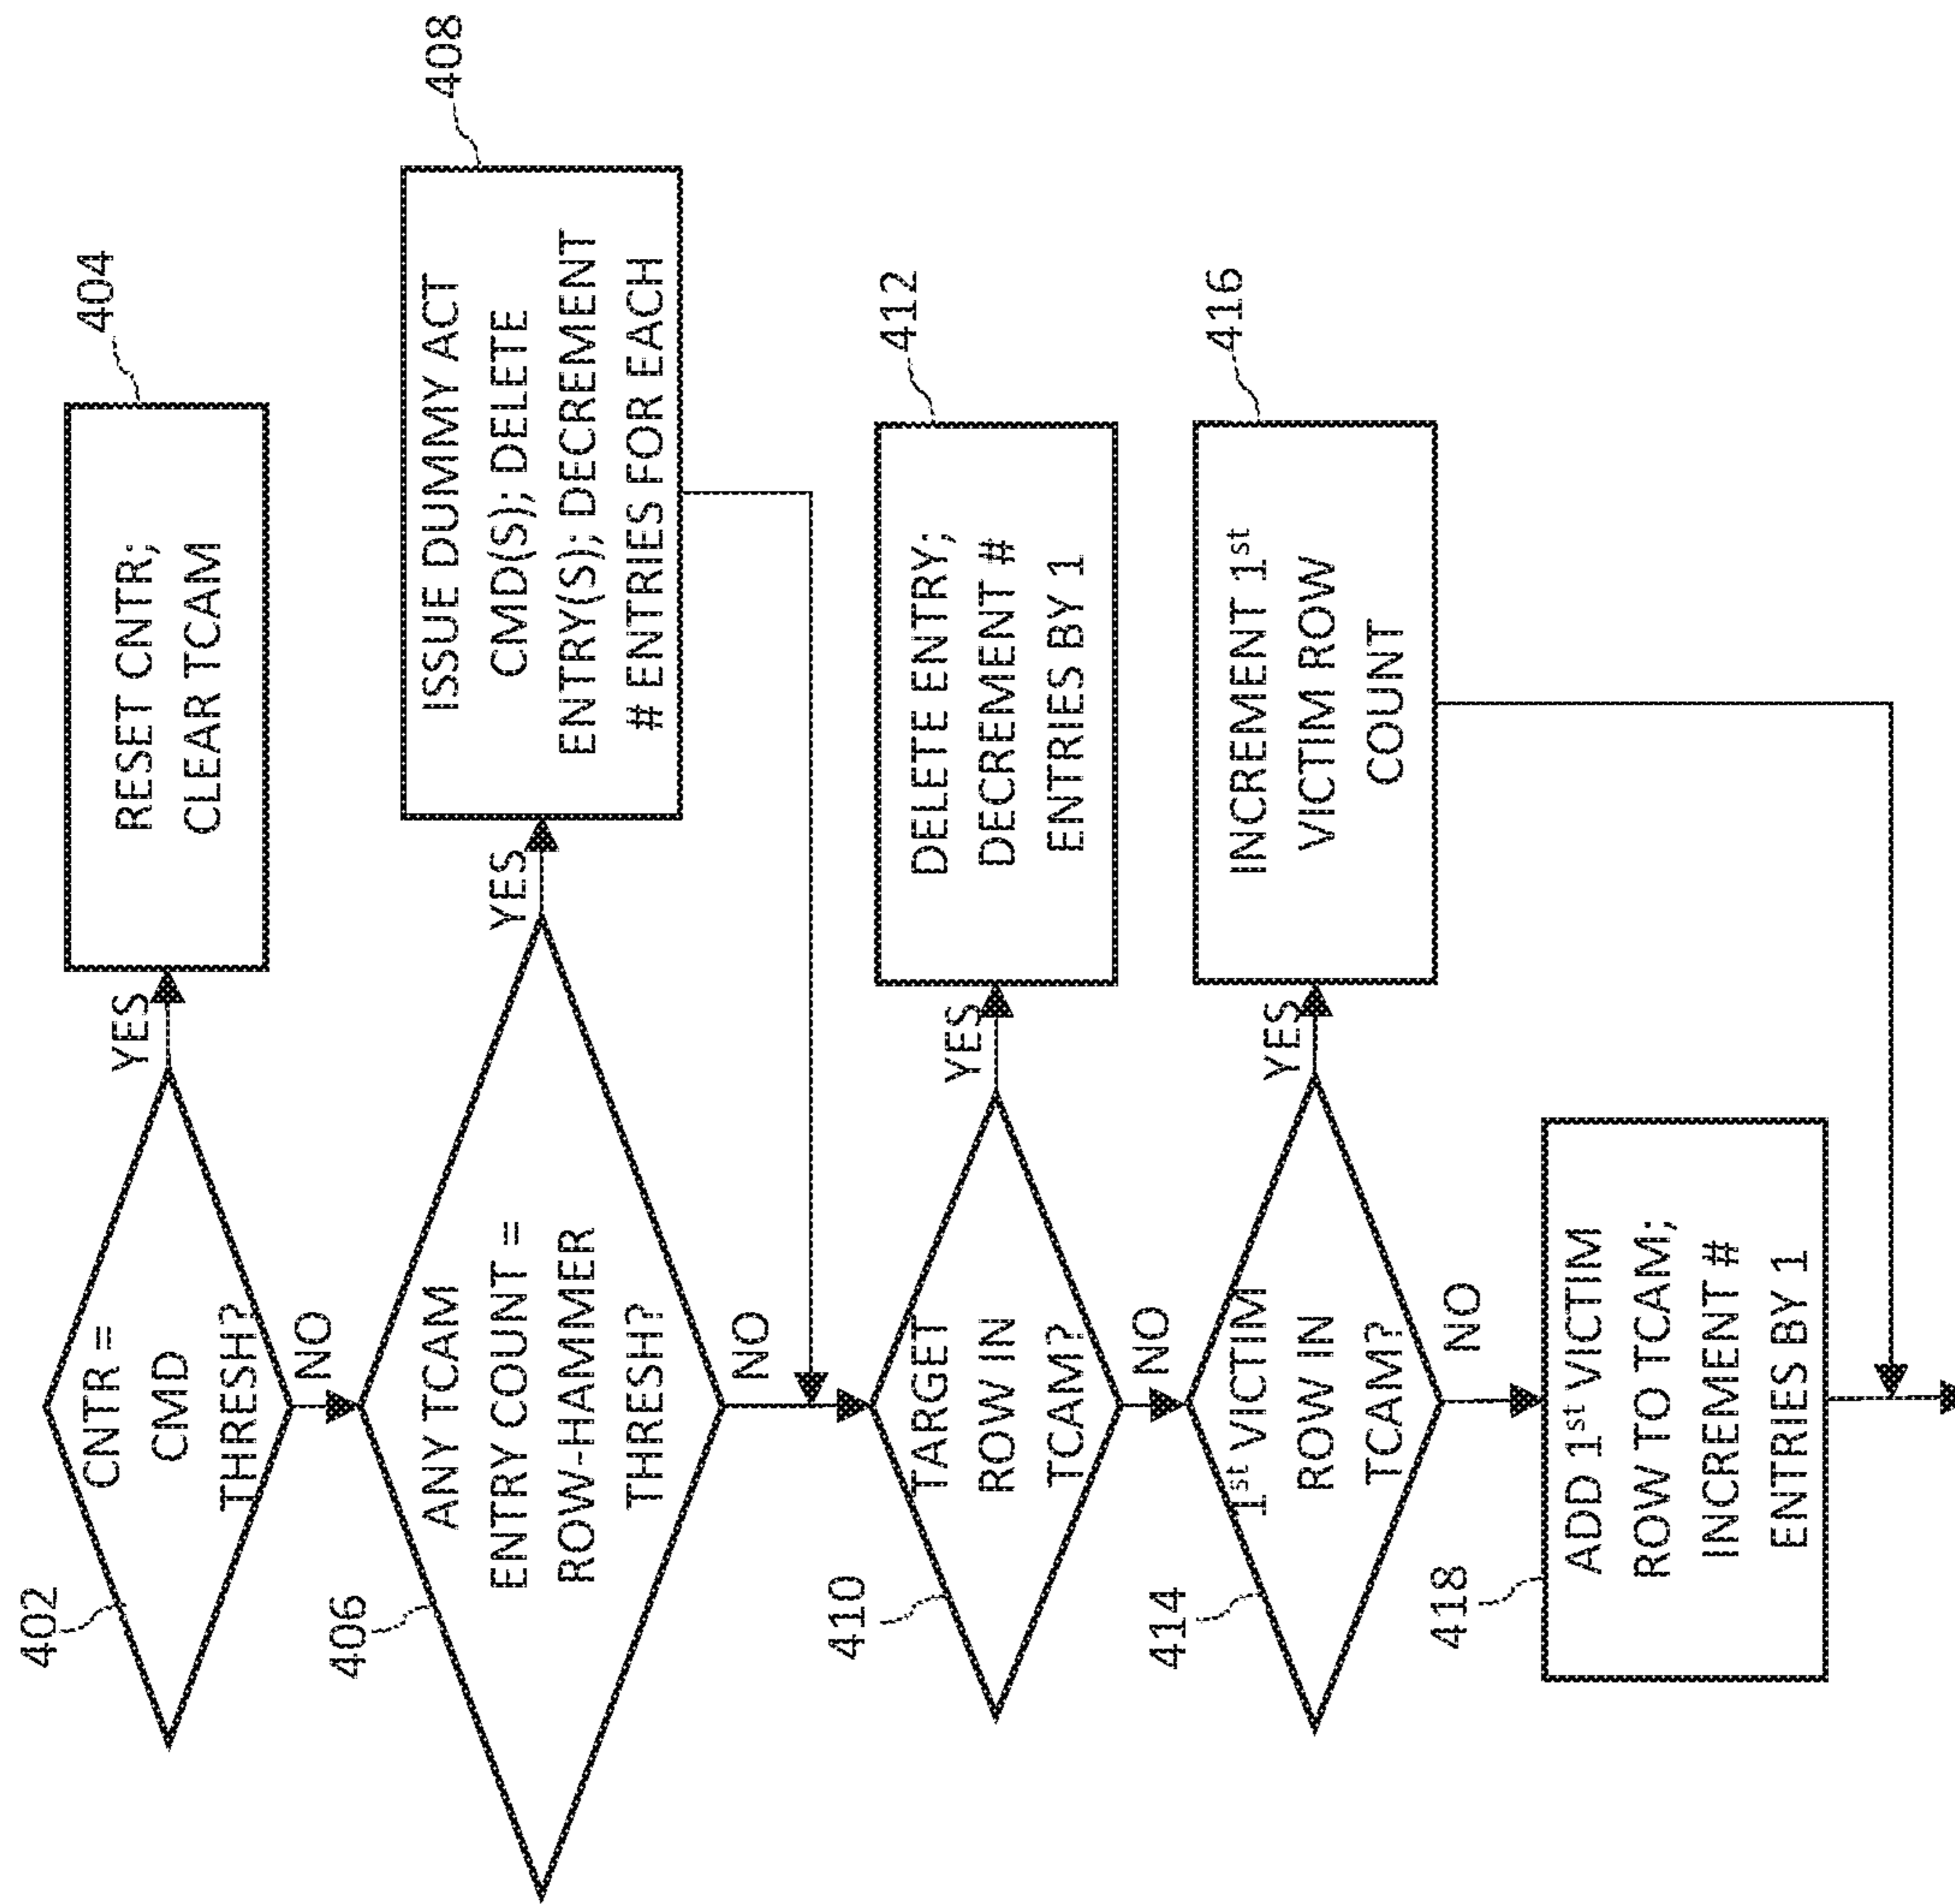 402
CNTR =
CMD
THRESH?
YES
NO
404
RESET CNTR;
CLEAR TCAM
406
ANY TCAM
ENTRY COUNT =
ROW-HAMMER
THRESH?
YES
NO
408
ISSUE DUMMY ACT
CMD(S); DELETE
ENTRY(S); DECREMENT
# ENTRIES FOR EACH
410
TARGET
ROW IN
TCAM?
YES
NO
412
DELETE ENTRY;
DECREMENT #
ENTRIES BY 1
414
1st VICTIM
ROW IN
TCAM?
YES
NO
416
INCREMENT 1st
VICTIM ROW
COUNT
418
ADD 1st VICTIM
ROW TO TCAM;
INCREMENT #
ENTRIES BY 1